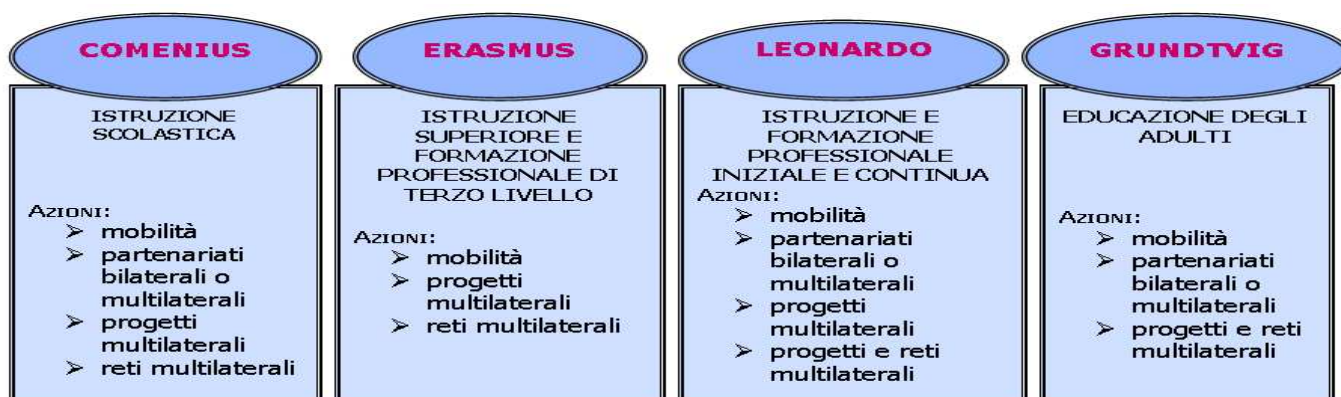 COMENIUS
ISTRUZIONE
SCOLASTICA
AZIONI:
➢ mobilità
➢ partenariati
bilaterali o
multilaterali
➢ progetti
multilaterali
➢ reti multilaterali
ERASMUS
ISTRUZIONE
SUPERIORE E
FORMAZIONE
PROFESSIONALE DI
TERZO LIVELLO
AZIONI:
➢ mobilità
➢ progetti
multilaterali
➢ reti multilaterali
LEONARDO
ISTRUZIONE E
FORMAZIONE
PROFESSIONALE
INIZIALE E CONTINUA
AZIONI:
➢ mobilità
➢ partenariati
bilaterali o
multilaterali
➢ progetti
multilaterali
➢ progetti e reti
multilaterali
GRUNDTVIG
EDUCAZIONE DEGLI
ADULTI
AZIONI:
➢ mobilità
➢ partenariati
bilaterali o
multilaterali
➢ progetti e reti
multilaterali